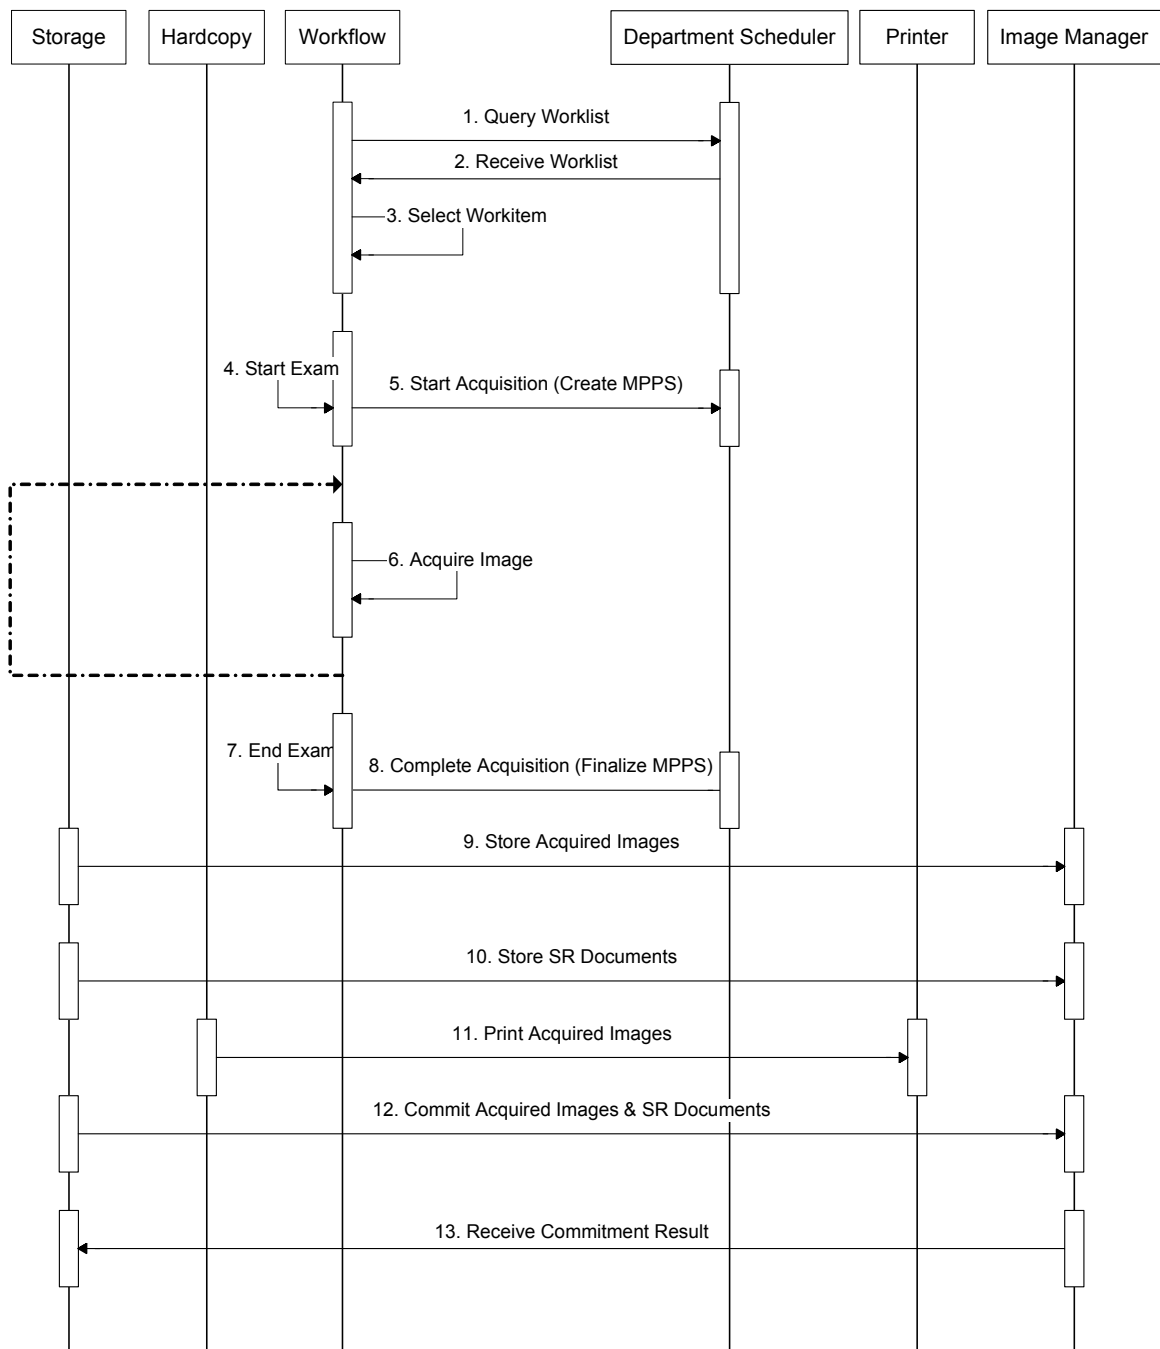 Storage
Hardcopy
Workflow
Department Scheduler
Printer
Image Manager
1. Query Worklist
2. Receive Worklist
3. Select Workitem
4. Start Exam
5. Start Acquisition (Create MPPS)
6. Acquire Image
7. End Exam
8. Complete Acquisition (Finalize MPPS)
9. Store Acquired Images
10. Store SR Documents
11. Print Acquired Images
12. Commit Acquired Images & SR Documents
13. Receive Commitment Result